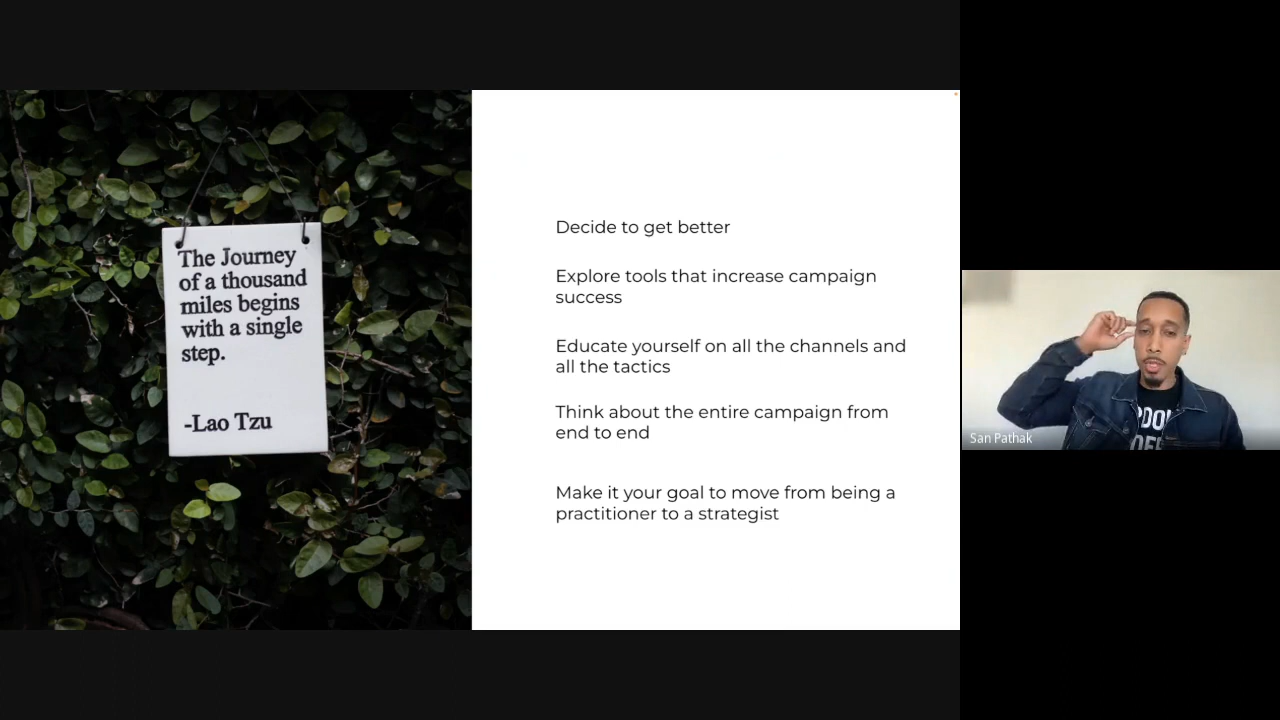 The Journey
of a thousand
miles begins
with a single
step.
-Lao Tzu
Decide to get better
Explore tools that increase campaign
success
Educate yourself on all the channels and
all the tactics
Think about the entire campaign from
end to end
Make it your goal to move from being a
practitioner to a strategist
San Pathak